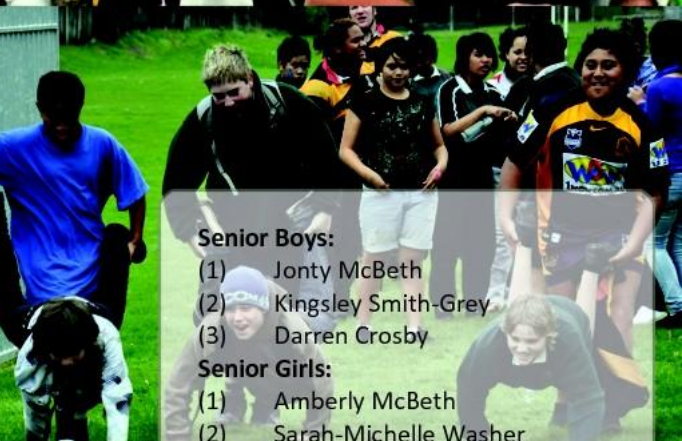 Senior Boys:
(1) Jonty McBeth
(2) Kingsley Smith-Grey
(3) Darren Crosby
Senior Girls:
(1) Amberly McBeth
(2) Sarah-Michelle Washer